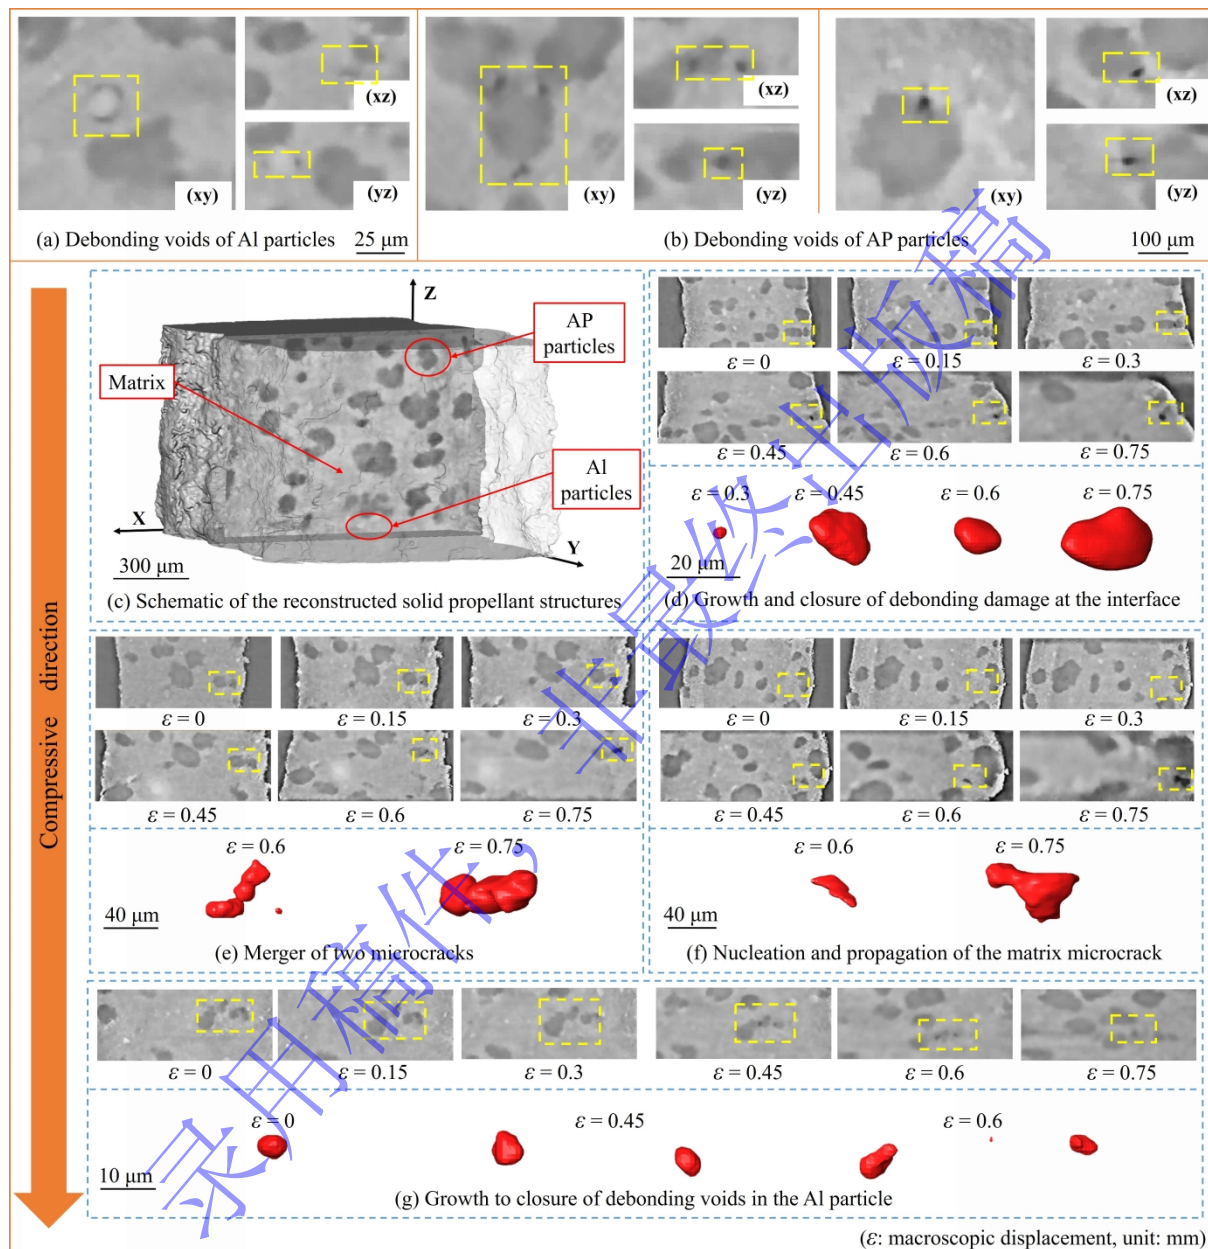 (xy)
(xz)
(yz)
(xy)
(xz)
(yz)
(xy)
(xz)
(yz)
(a) Debonding voids of Al particles
25 μm
(b) Debonding voids of AP particles
100 μm
Compressive direction
Z
AP
particles
Matrix
Al
particles
X
Y
300 μm
(c) Schematic of the reconstructed solid propellant structures
ε = 0
ε = 0.15
ε = 0.3
ε = 0.45
ε = 0.6
ε = 0.75
ε = 0.3
ε = 0.45
ε = 0.6
ε = 0.75
20 μm
(d) Growth and closure of debonding damage at the interface
ε = 0
ε = 0.15
ε = 0.3
ε = 0.45
ε = 0.6
ε = 0.75
ε = 0.6
ε = 0.75
40 μm
(e) Merger of two microcracks
ε = 0
ε = 0.15
ε = 0.3
ε = 0.45
ε = 0.6
ε = 0.75
ε = 0.6
ε = 0.75
40 μm
(f) Nucleation and propagation of the matrix microcrack
ε = 0
ε = 0.15
ε = 0.3
ε = 0.45
ε = 0.6
ε = 0.75
ε = 0
ε = 0.45
ε = 0.6
10 μm
(g) Growth to closure of debonding voids in the Al particle
(ε: macroscopic displacement, unit: mm)
录用稿件，非最终出版稿